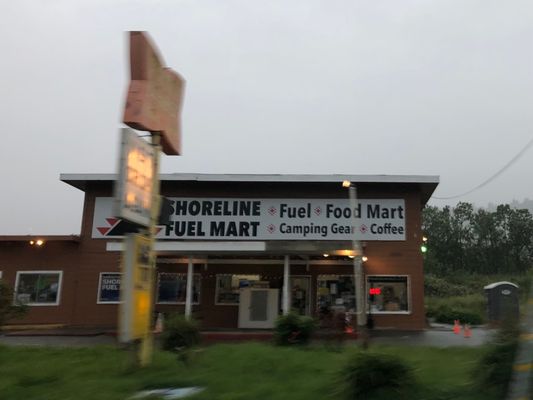 SHORELINE
FUEL MART
Fuel Food Mart
Camping Gear Coffee